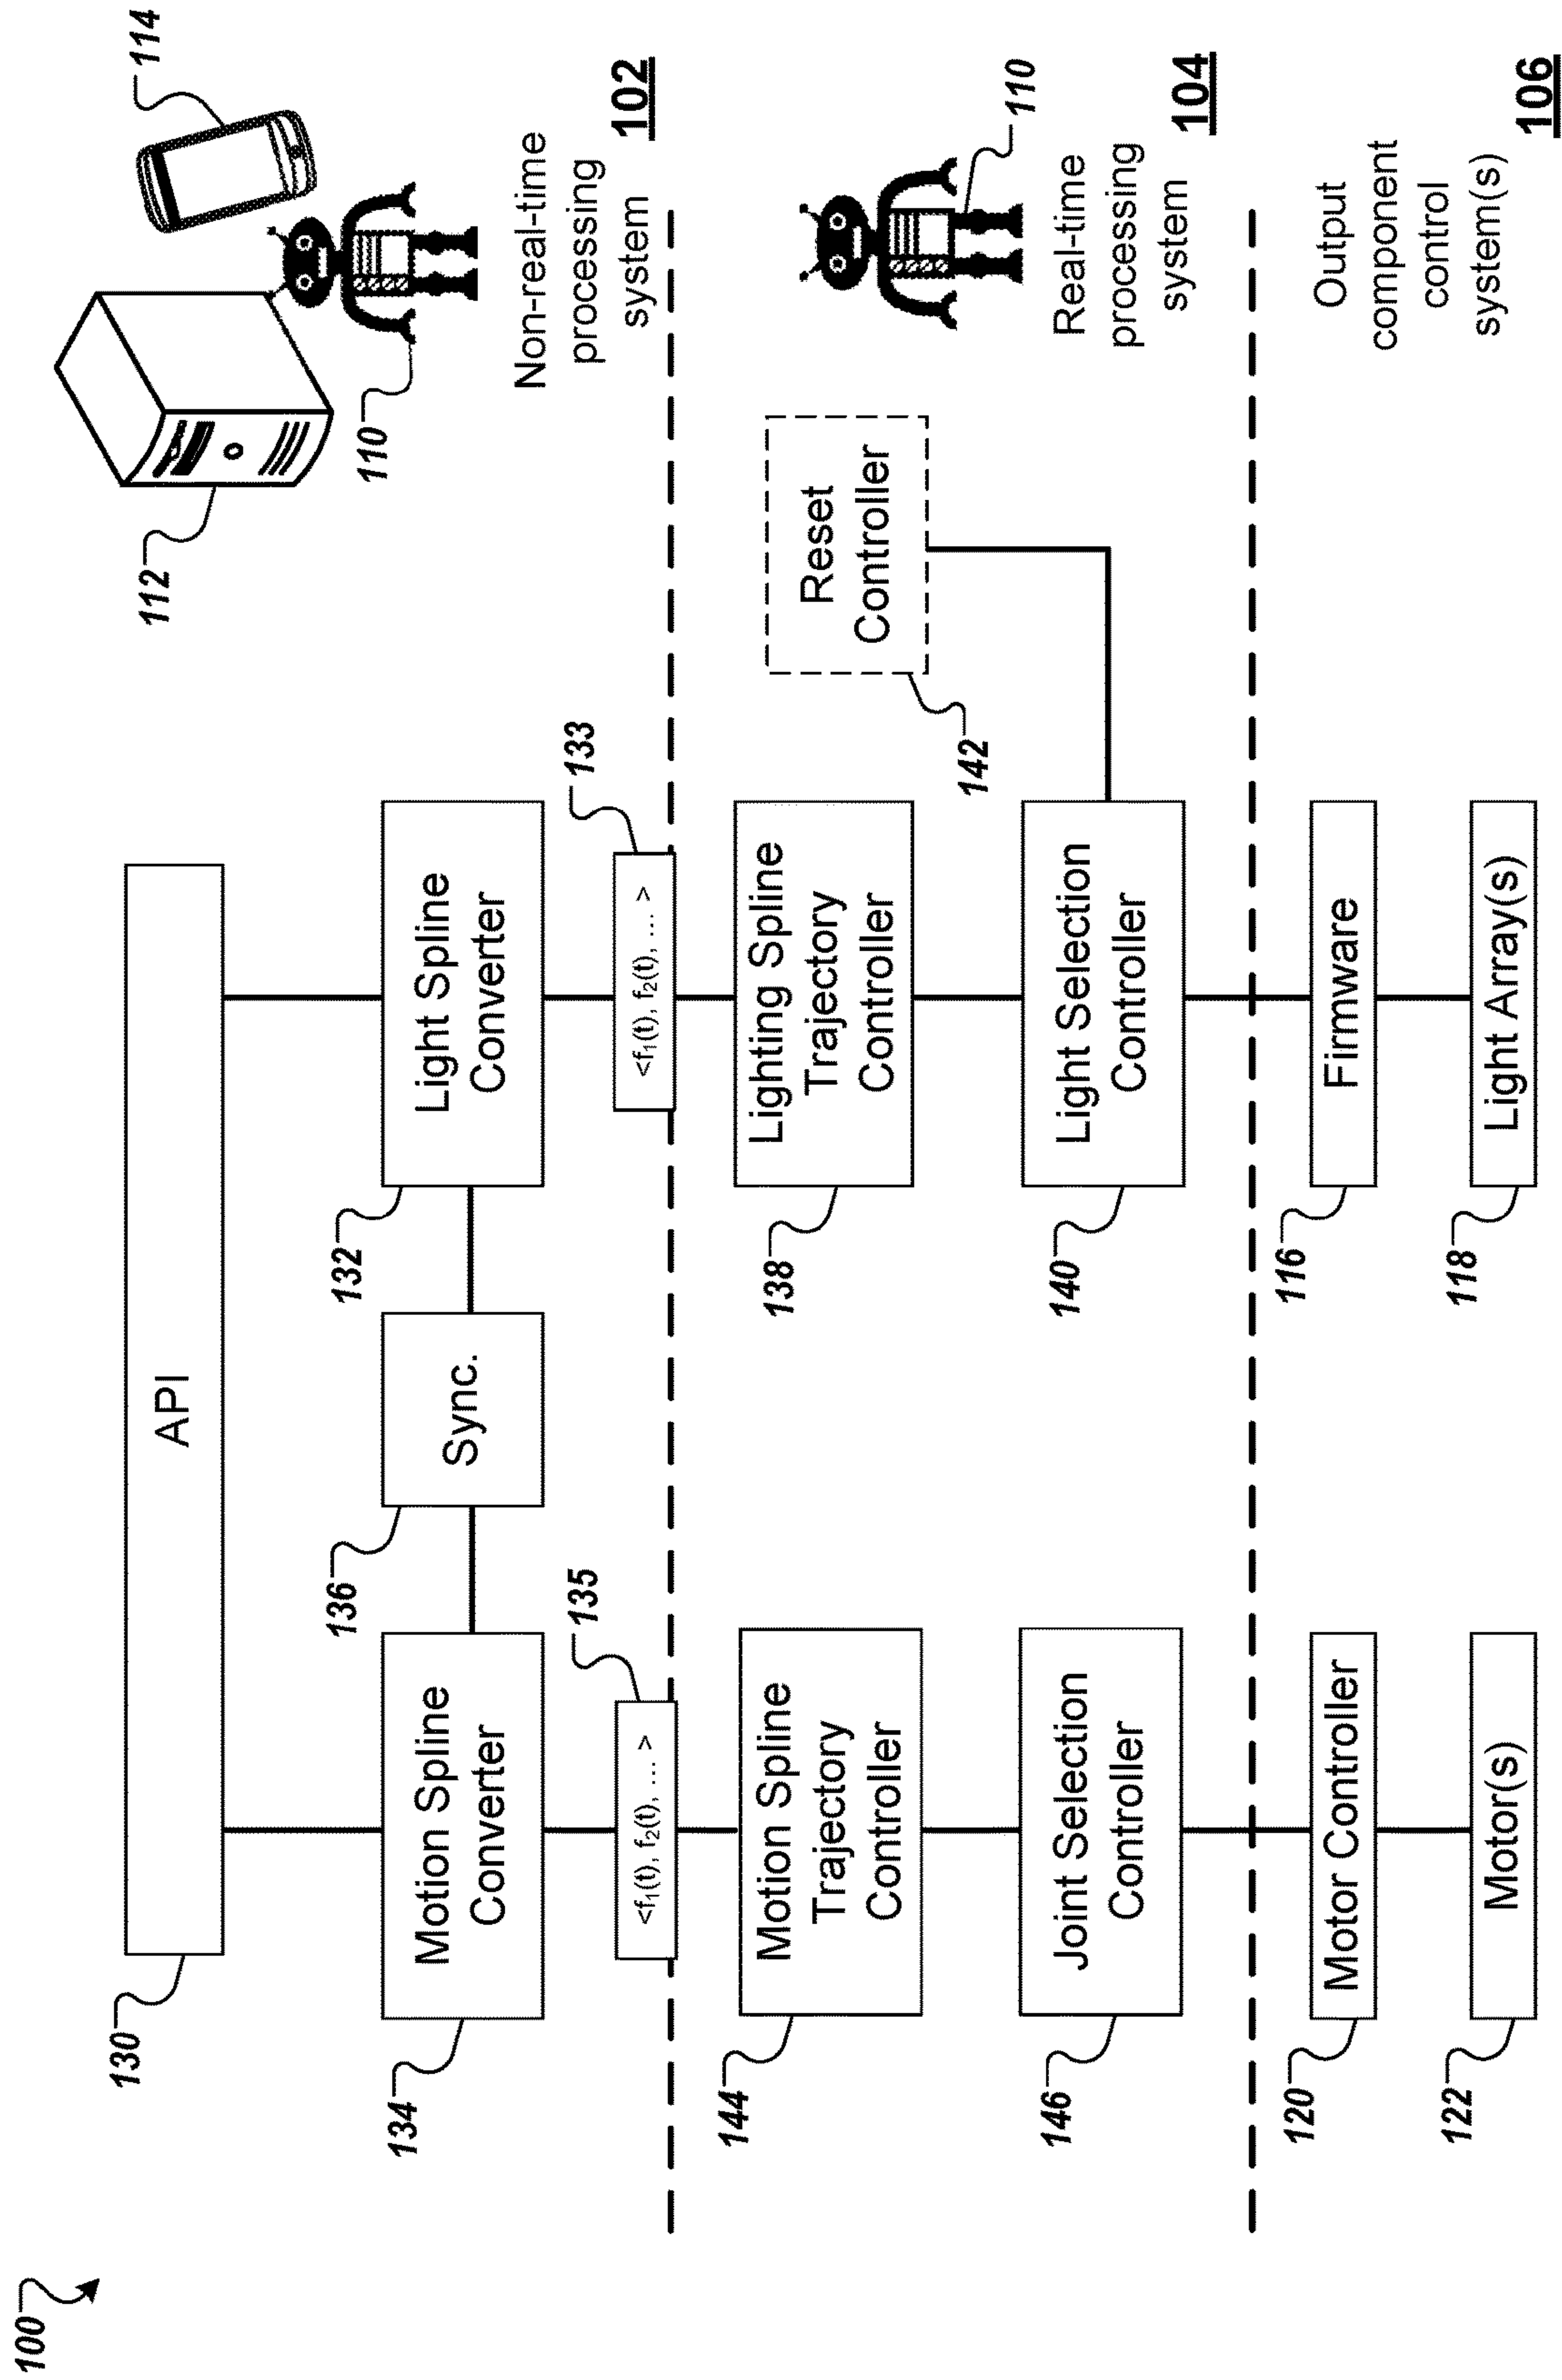 100
130
API
112
114
110
134
Motion Spline
Converter
136
Sync.
132
Light Spline
Converter
Non-real-time
processing
system
102
135
<f₁(t), f₂(t), ... >
133
<f₁(t), f₂(t), ... >
144
Motion Spline
Trajectory
Controller
138
Lighting Spline
Trajectory
Controller
142
Reset
Controller
110
146
Joint Selection
Controller
140
Light Selection
Controller
Real-time
processing
system
104
120
Motor Controller
116
Firmware
122
Motor(s)
118
Light Array(s)
Output
component
control
system(s)
106